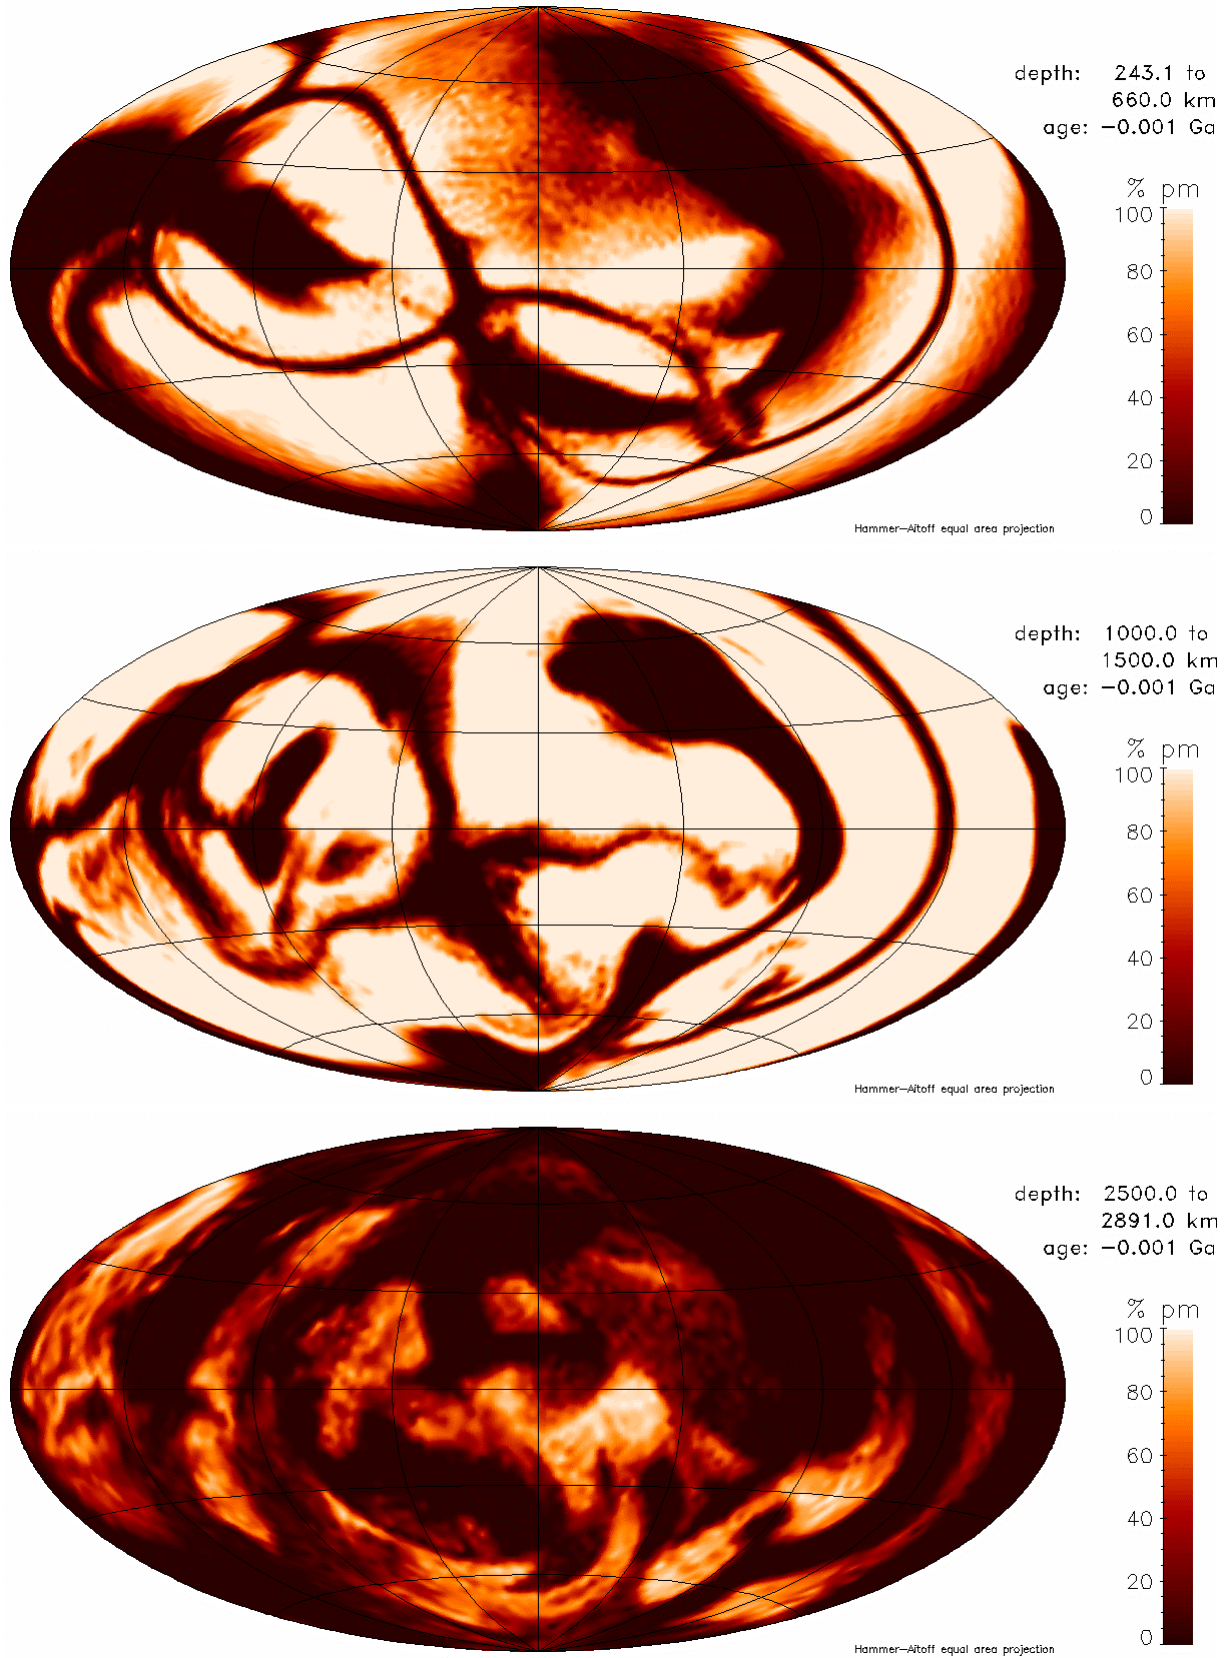 depth: 243.1 to
660.0 km
age: −0.001 Ga
% pm
100
80
60
40
20
0
Hammer−Aitoff equal area projection
depth: 1000.0 to
1500.0 km
age: −0.001 Ga
% pm
100
80
60
40
20
0
Hammer−Aitoff equal area projection
depth: 2500.0 to
2891.0 km
age: −0.001 Ga
% pm
100
80
60
40
20
0
Hammer−Aitoff equal area projection